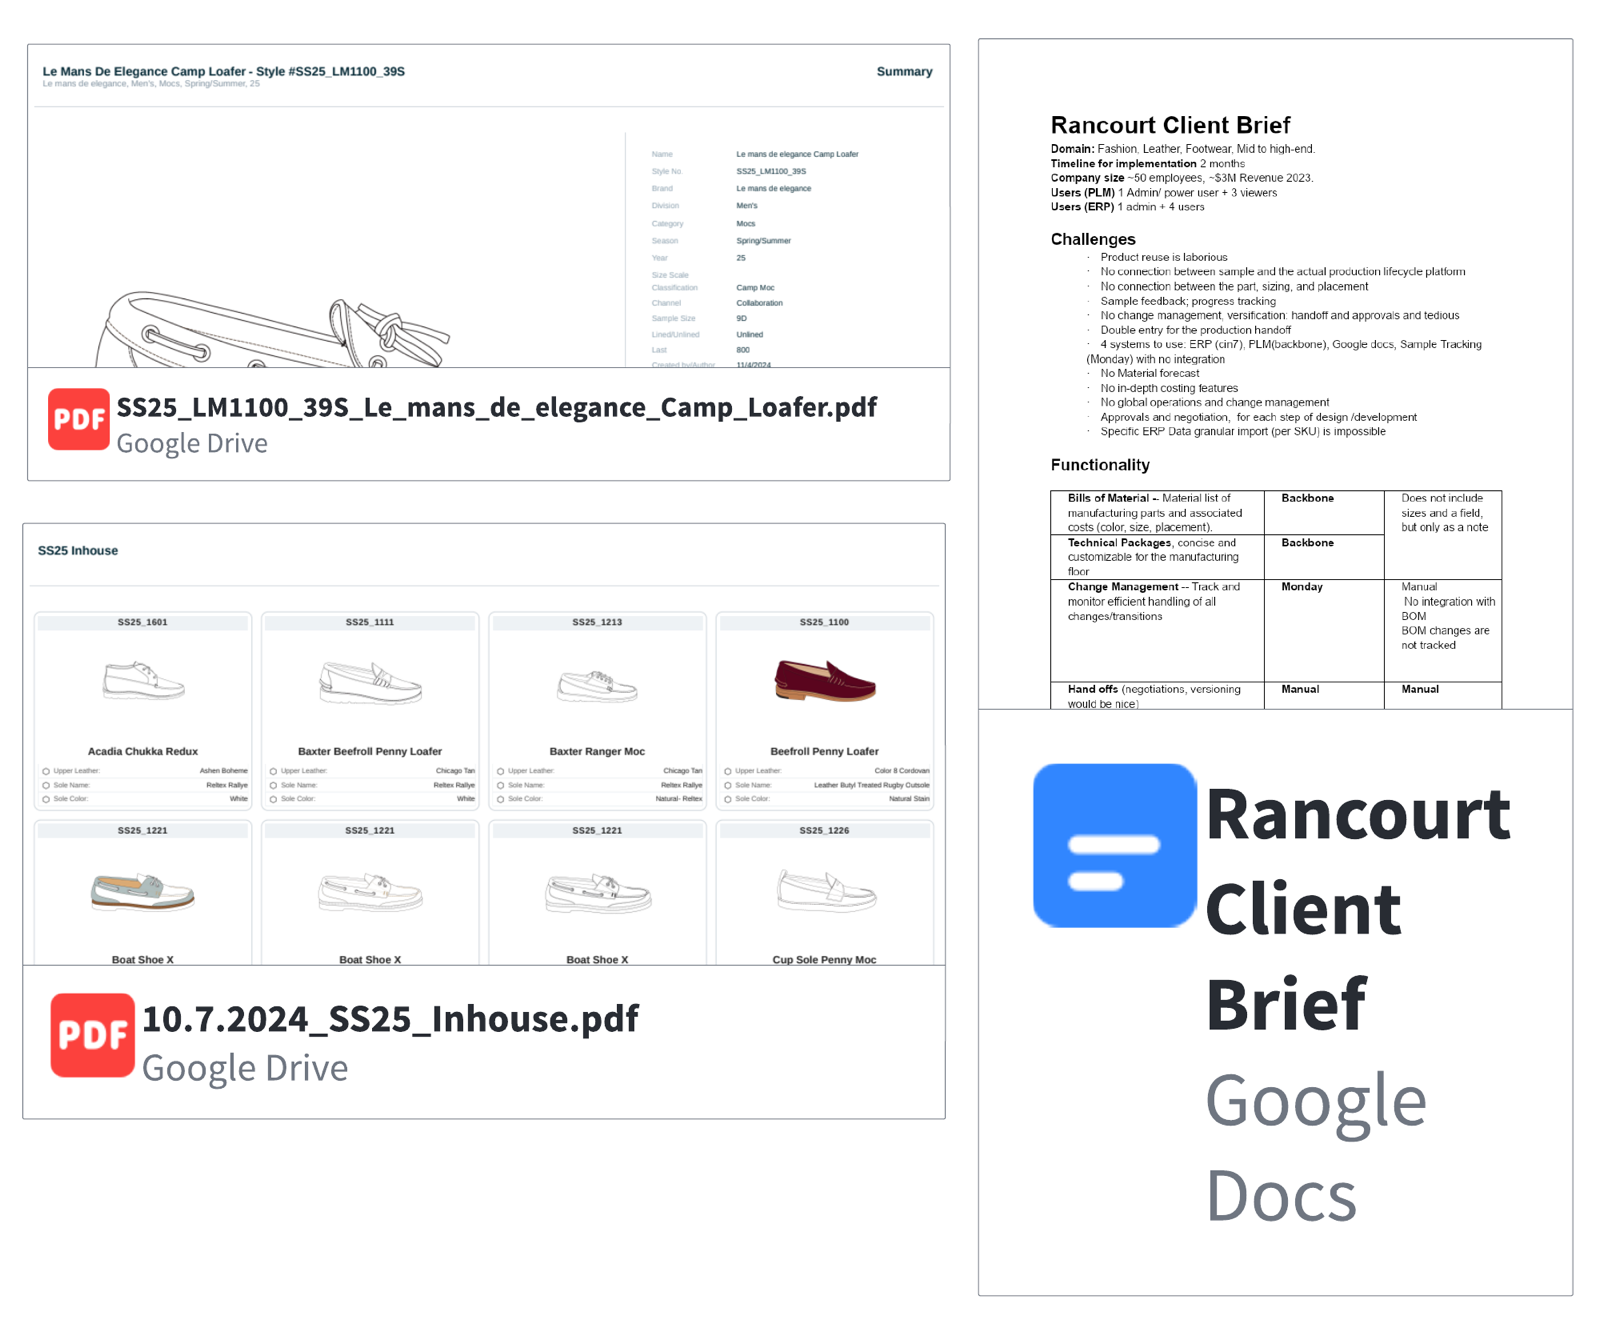 Le Mans De Elegance Camp Loafer - Style #SS25_LM1100_39S
Summary
Le mans de elegance, Men's, Mocs, Spring/Summer, 25
Name Le mans de elegance Camp Loafer
Style No. SS25_LM1100_39S
Brand Le mans de elegance
Division Men's
Category Mocs
Season Spring/Summer
Year 25
Size Scale
Classification Camp Moc
Channel Collaboration
Sample Size 9D
Lined/Unlined Unlined
Last 800
Created by/Author 11/4/2024
PDF
SS25_LM1100_39S_Le_mans_de_elegance_Camp_Loafer.pdf
Google Drive
SS25 Inhouse
SS25_1601 SS25_1111 SS25_1213 SS25_1100
Acadia Chukka Redux Baxter Beefroll Penny Loafer Baxter Ranger Moc Beefroll Penny Loafer
Upper Leather: Ashen Boheme Upper Leather: Chicago Tan Upper Leather: Chicago Tan Upper Leather: Color 8 Cordovan
Sole Name: Reltex Rallye Sole Name: Reltex Rallye Sole Name: Reltex Rallye Sole Name: Leather Butyl Treated Rugby Outsole
Sole Color: White Sole Color: White Sole Color: Natural- Reltex Sole Color: Natural Stain
SS25_1221 SS25_1221 SS25_1221 SS25_1226
Boat Shoe X Boat Shoe X Boat Shoe X Cup Sole Penny Moc
PDF
10.7.2024_SS25_Inhouse.pdf
Google Drive
Rancourt Client Brief
Domain: Fashion, Leather, Footwear, Mid to high-end.
Timeline for implementation 2 months
Company size ~50 employees, ~$3M Revenue 2023.
Users (PLM) 1 Admin/ power user + 3 viewers
Users (ERP) 1 admin + 4 users
Challenges
· Product reuse is laborious
· No connection between sample and the actual production lifecycle platform
· No connection between the part, sizing, and placement
· Sample feedback; progress tracking
· No change management, versification: handoff and approvals and tedious
· Double entry for the production handoff
· 4 systems to use: ERP (cin7), PLM(backbone), Google docs, Sample Tracking
(Monday) with no integration
· No Material forecast
· No in-depth costing features
· No global operations and change management
· Approvals and negotiation, for each step of design /development
· Specific ERP Data granular import (per SKU) is impossible
Functionality
Bills of Material -- Material list of
manufacturing parts and associated
costs (color, size, placement).
Backbone
Does not include
sizes and a field,
but only as a note
Technical Packages, concise and
customizable for the manufacturing
floor
Backbone
Change Management -- Track and
monitor efficient handling of all
changes/transitions
Monday
Manual
No integration with
BOM
BOM changes are
not tracked
Hand offs (negotiations, versioning
would be nice)
Manual
Manual
Rancourt
Client
Brief
Google
Docs